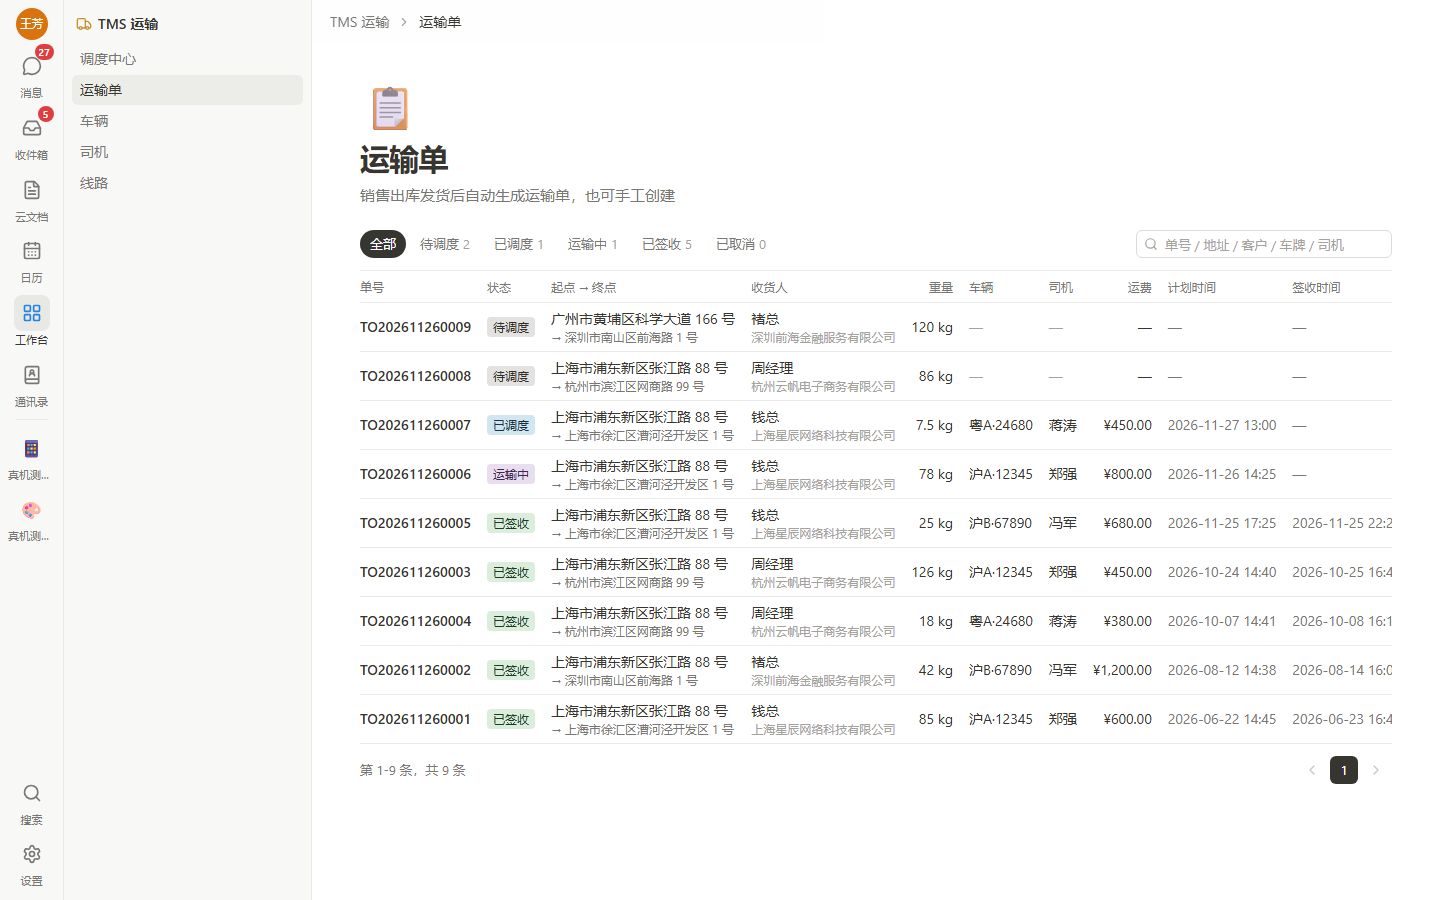 王芳
27
消息
5
收件箱
云文档
日历
工作台
通讯录
真机测...
真机测...
搜索
设置
TMS 运输
调度中心
运输单
车辆
司机
线路
TMS 运输 > 运输单
运输单
销售出库发货后自动生成运输单，也可手工创建
全部 待调度 2 已调度 1 运输中 1 已签收 5 已取消 0
单号 / 地址 / 客户 / 车牌 / 司机
单号 状态 起点 → 终点 收货人 重量 车辆 司机 运费 计划时间 签收时间
TO202611260009 待调度 广州市黄埔区科学大道 166 号 褚总 120 kg — — — — —
→ 深圳市南山区前海路 1 号 深圳前海金融服务有限公司
TO202611260008 待调度 上海市浦东新区张江路 88 号 周经理 86 kg — — — — —
→ 杭州市滨江区网商路 99 号 杭州云帆电子商务有限公司
TO202611260007 已调度 上海市浦东新区张江路 88 号 钱总 7.5 kg 粤A·24680 蒋涛 ¥450.00 2026-11-27 13:00 —
→ 上海市徐汇区漕河泾开发区 1 号 上海星辰网络科技有限公司
TO202611260006 运输中 上海市浦东新区张江路 88 号 钱总 78 kg 沪A·12345 郑强 ¥800.00 2026-11-26 14:25 —
→ 上海市徐汇区漕河泾开发区 1 号 上海星辰网络科技有限公司
TO202611260005 已签收 上海市浦东新区张江路 88 号 钱总 25 kg 沪B·67890 冯军 ¥680.00 2026-11-25 17:25 2026-11-25 22:2
→ 上海市徐汇区漕河泾开发区 1 号 上海星辰网络科技有限公司
TO202611260003 已签收 上海市浦东新区张江路 88 号 周经理 126 kg 沪A·12345 郑强 ¥450.00 2026-10-24 14:40 2026-10-25 16:4
→ 杭州市滨江区网商路 99 号 杭州云帆电子商务有限公司
TO202611260004 已签收 上海市浦东新区张江路 88 号 周经理 18 kg 粤A·24680 蒋涛 ¥380.00 2026-10-07 14:41 2026-10-08 16:1
→ 杭州市滨江区网商路 99 号 杭州云帆电子商务有限公司
TO202611260002 已签收 上海市浦东新区张江路 88 号 褚总 42 kg 沪B·67890 冯军 ¥1,200.00 2026-08-12 14:38 2026-08-14 16:0
→ 深圳市南山区前海路 1 号 深圳前海金融服务有限公司
TO202611260001 已签收 上海市浦东新区张江路 88 号 钱总 85 kg 沪A·12345 郑强 ¥600.00 2026-06-22 14:45 2026-06-23 16:4
→ 上海市徐汇区漕河泾开发区 1 号 上海星辰网络科技有限公司
第 1-9 条，共 9 条
1